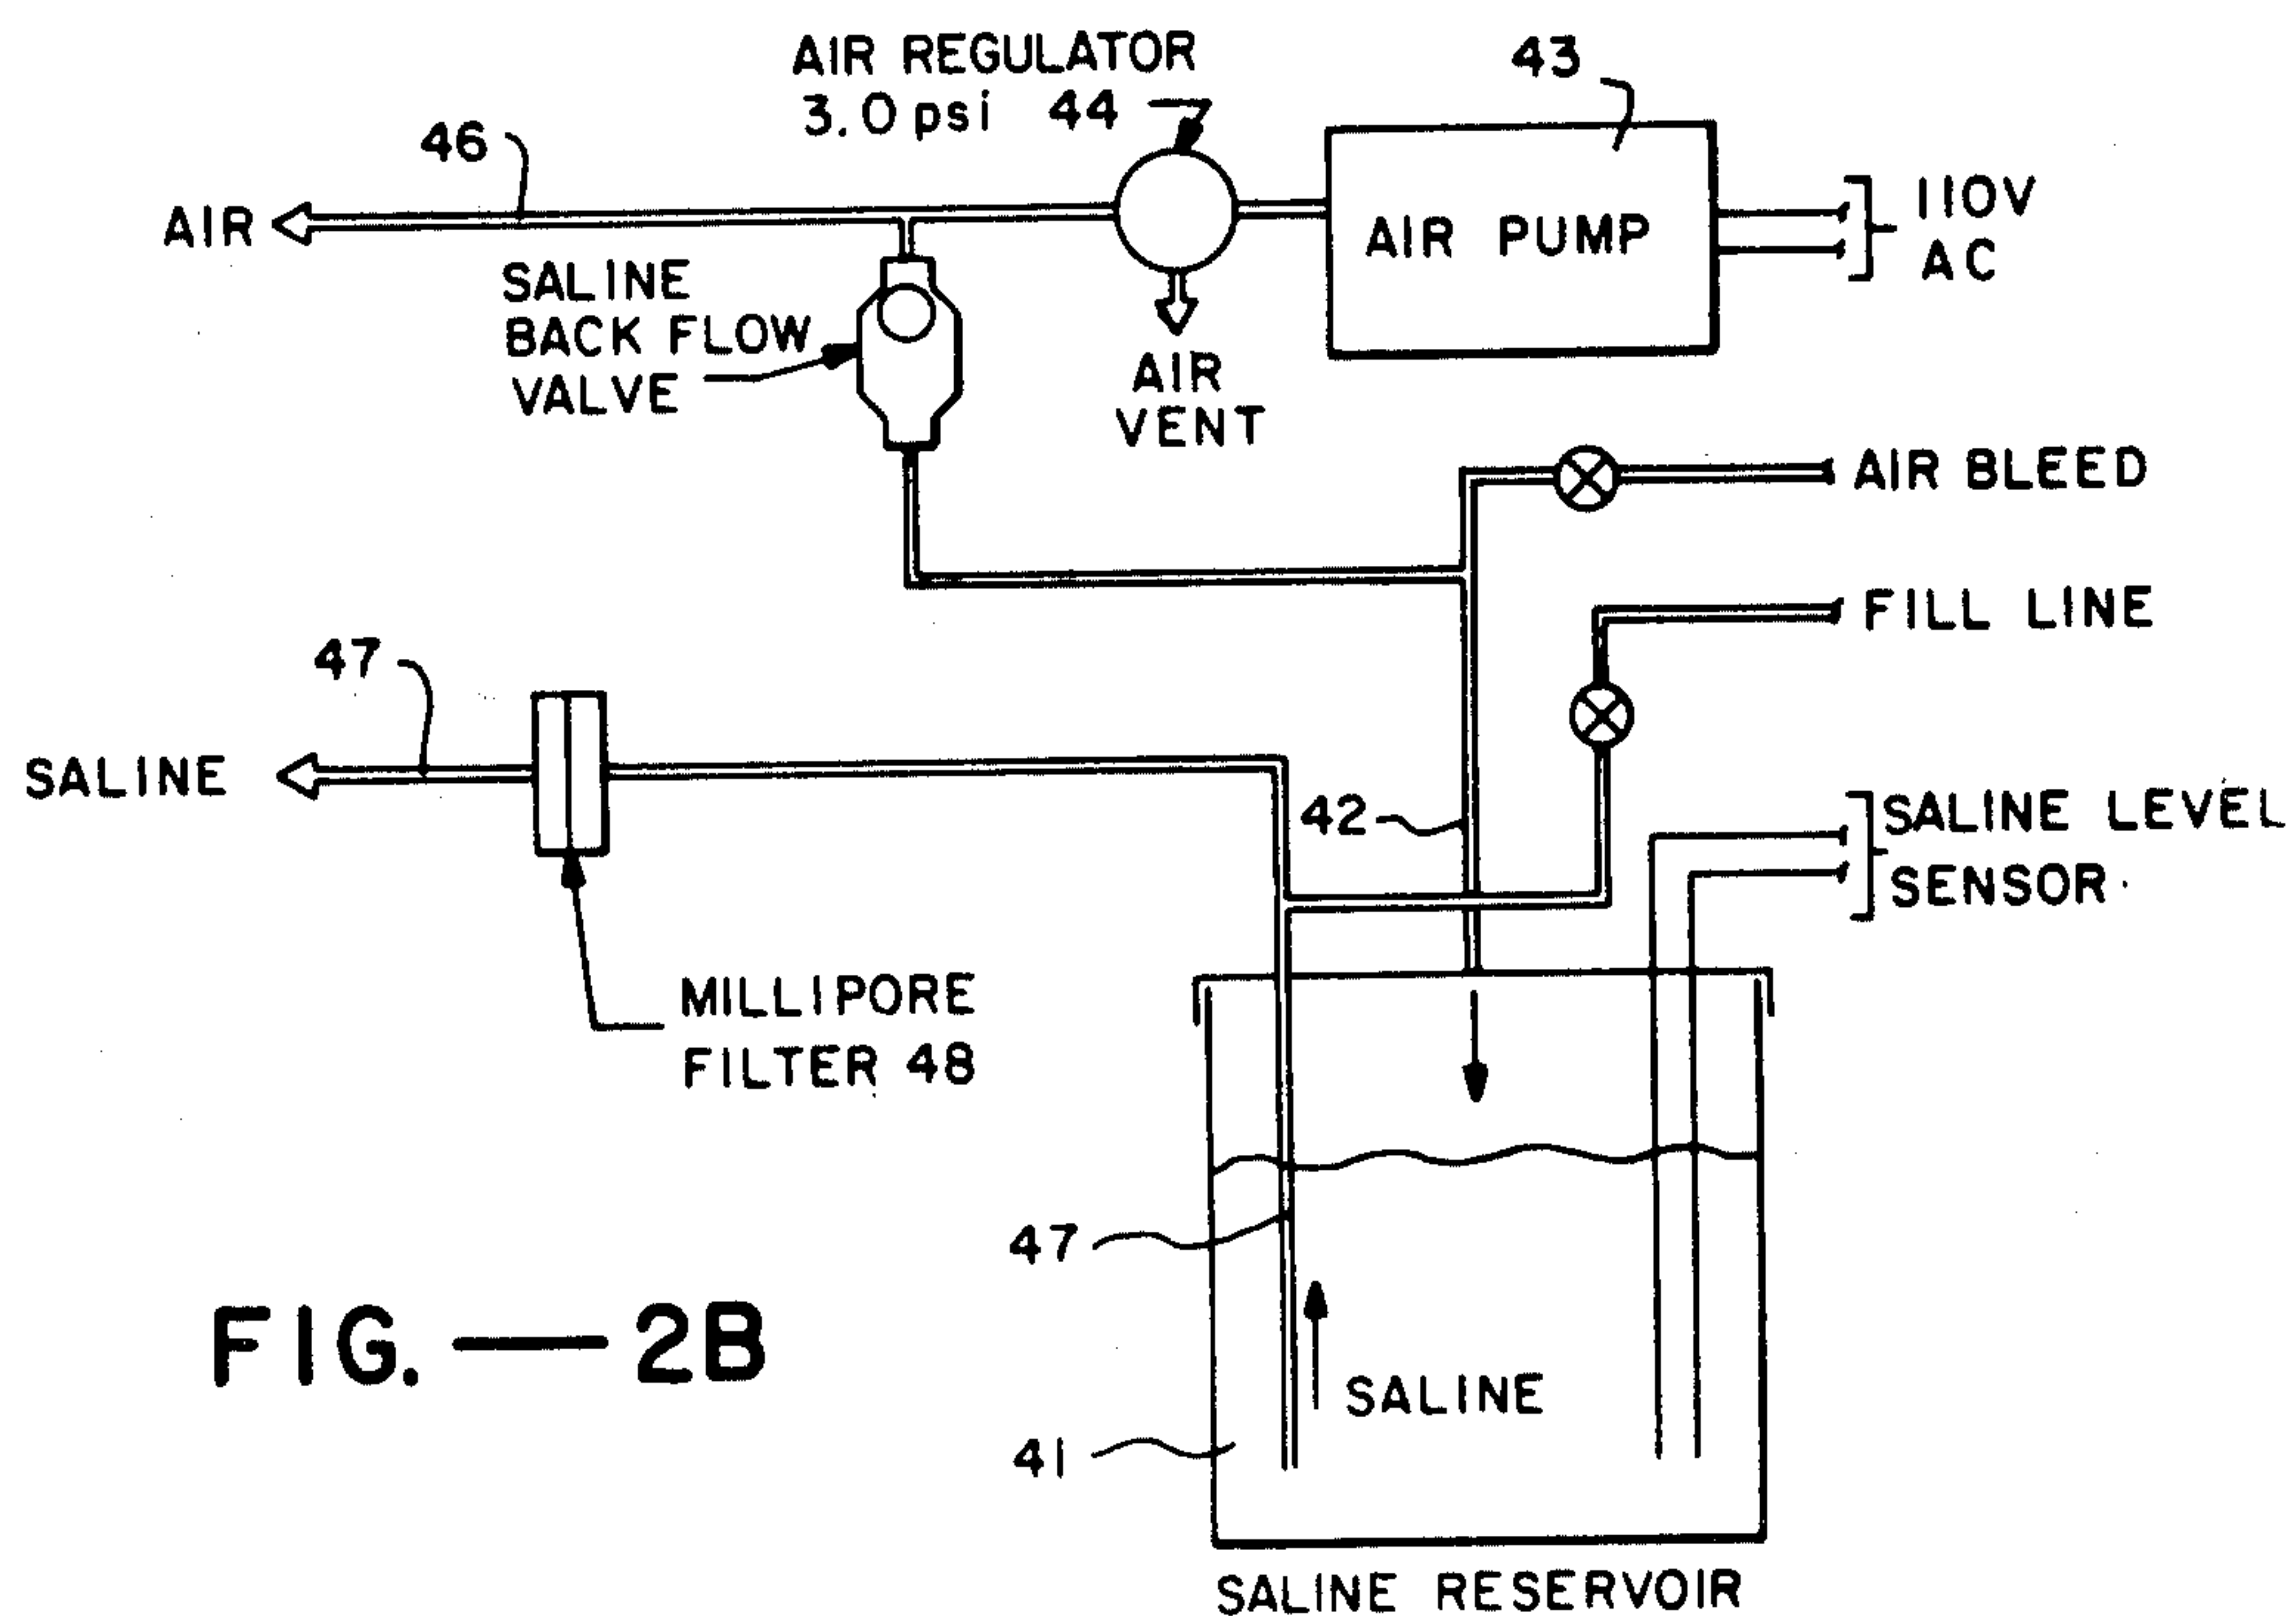 AIR REGULATOR
3.0 psi 44
43
46
AIR
AIR PUMP
110V
AC
SALINE
BACK FLOW
VALVE
AIR
VENT
AIR BLEED
FILL LINE
47
SALINE
42
SALINE LEVEL
SENSOR
MILLIPORE
FILTER 48
47
SALINE
41
FIG.—2B
SALINE RESERVOIR